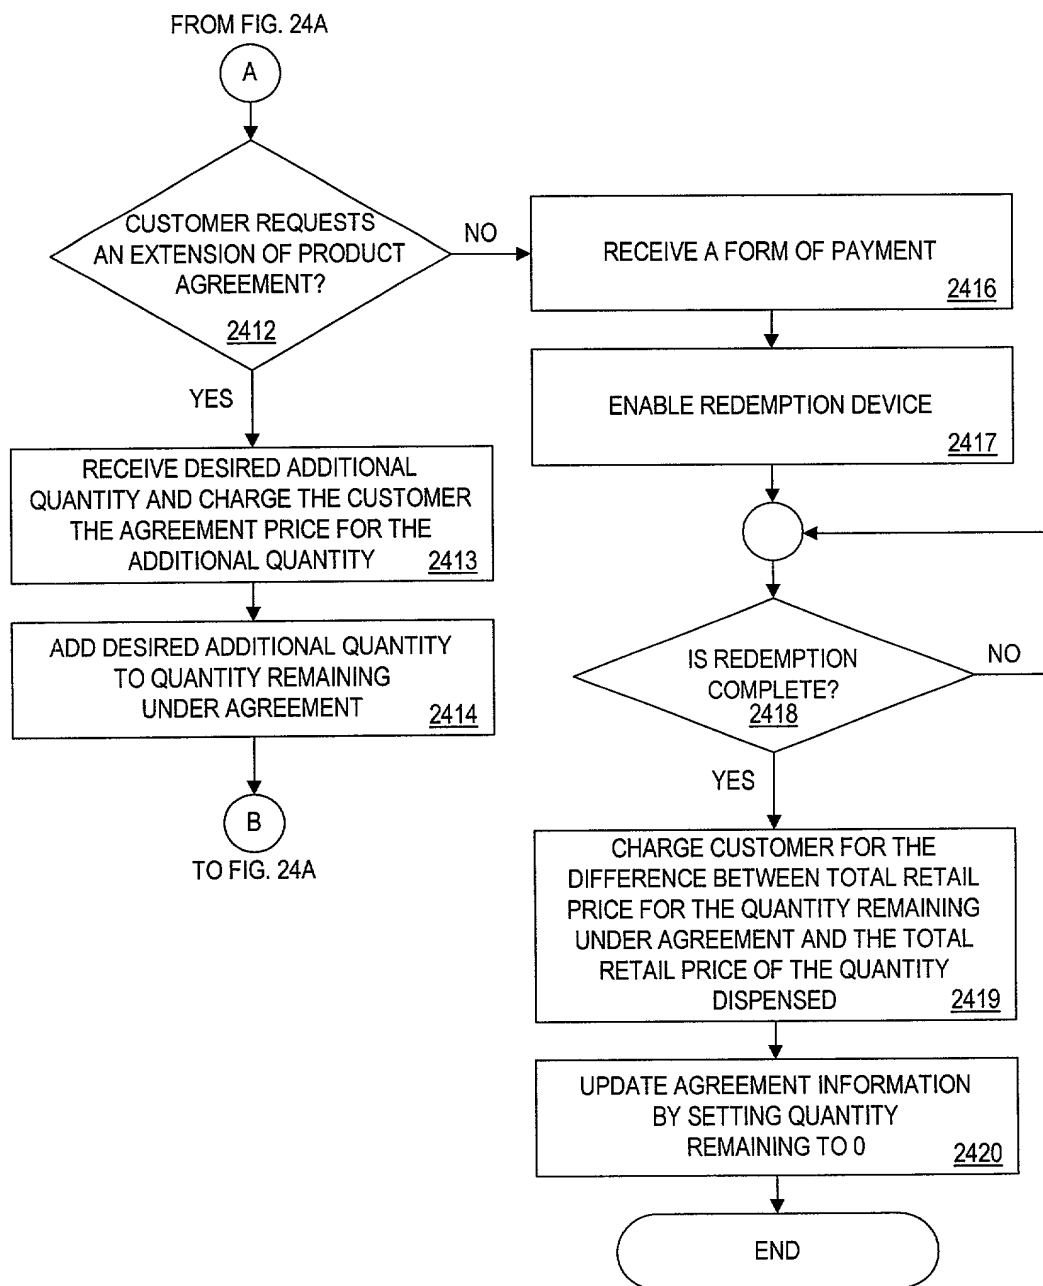 FROM FIG. 24A
A
CUSTOMER REQUESTS
AN EXTENSION OF PRODUCT
AGREEMENT?
2412
NO
YES
RECEIVE DESIRED ADDITIONAL
QUANTITY AND CHARGE THE CUSTOMER
THE AGREEMENT PRICE FOR THE
ADDITIONAL QUANTITY
2413
ADD DESIRED ADDITIONAL QUANTITY
TO QUANTITY REMAINING
UNDER AGREEMENT
2414
B
TO FIG. 24A
RECEIVE A FORM OF PAYMENT
2416
ENABLE REDEMPTION DEVICE
2417
IS REDEMPTION
COMPLETE?
2418
NO
YES
CHARGE CUSTOMER FOR THE
DIFFERENCE BETWEEN TOTAL RETAIL
PRICE FOR THE QUANTITY REMAINING
UNDER AGREEMENT AND THE TOTAL
RETAIL PRICE OF THE QUANTITY
DISPENSED
2419
UPDATE AGREEMENT INFORMATION
BY SETTING QUANTITY
REMAINING TO 0
2420
END